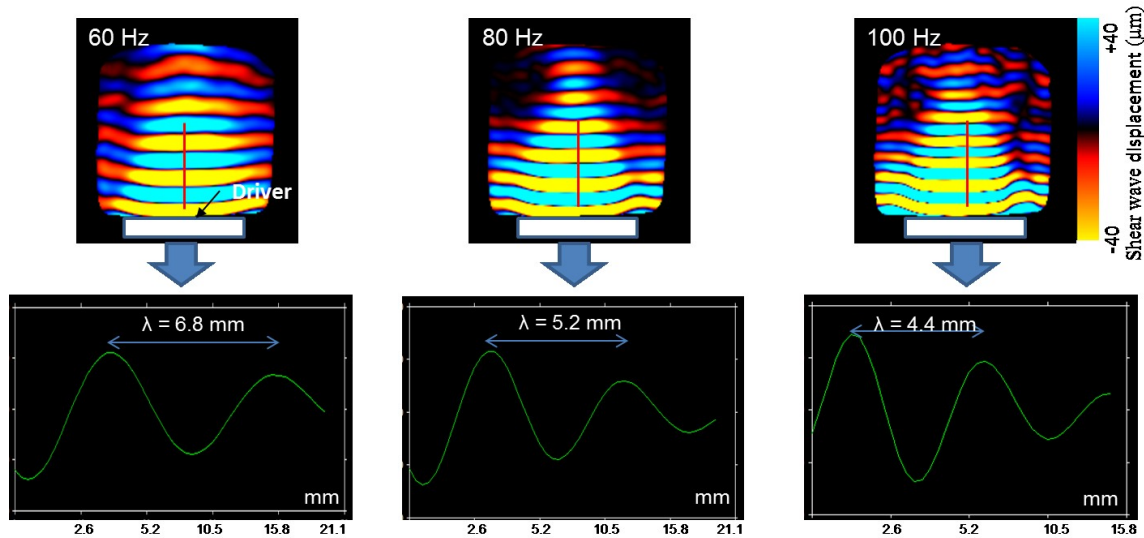 60 Hz
80 Hz
100 Hz
Driver
+40
-40
Shear wave displacement (μm)
λ = 6.8 mm
λ = 5.2 mm
λ = 4.4 mm
mm
mm
mm
2.6 5.2 10.5 15.8 21.1
2.6 5.2 10.5 15.8 21.1
2.6 5.2 10.5 15.8